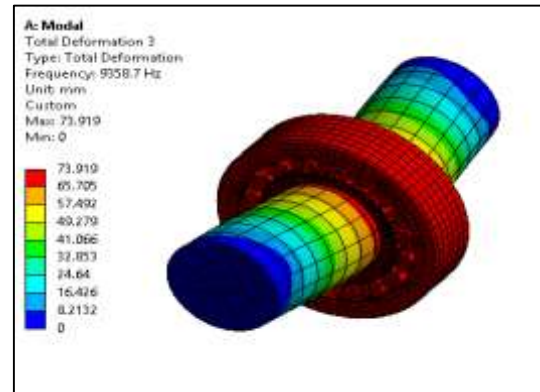 A: Modal
Total Deformation 3
Type: Total Deformation
Frequency: 9358.7 Hz
Unit: mm
Custom
Max: 73.919
Min: 0
73.919
65.705
57.492
49.279
41.066
32.853
24.64
16.426
8.2132
0